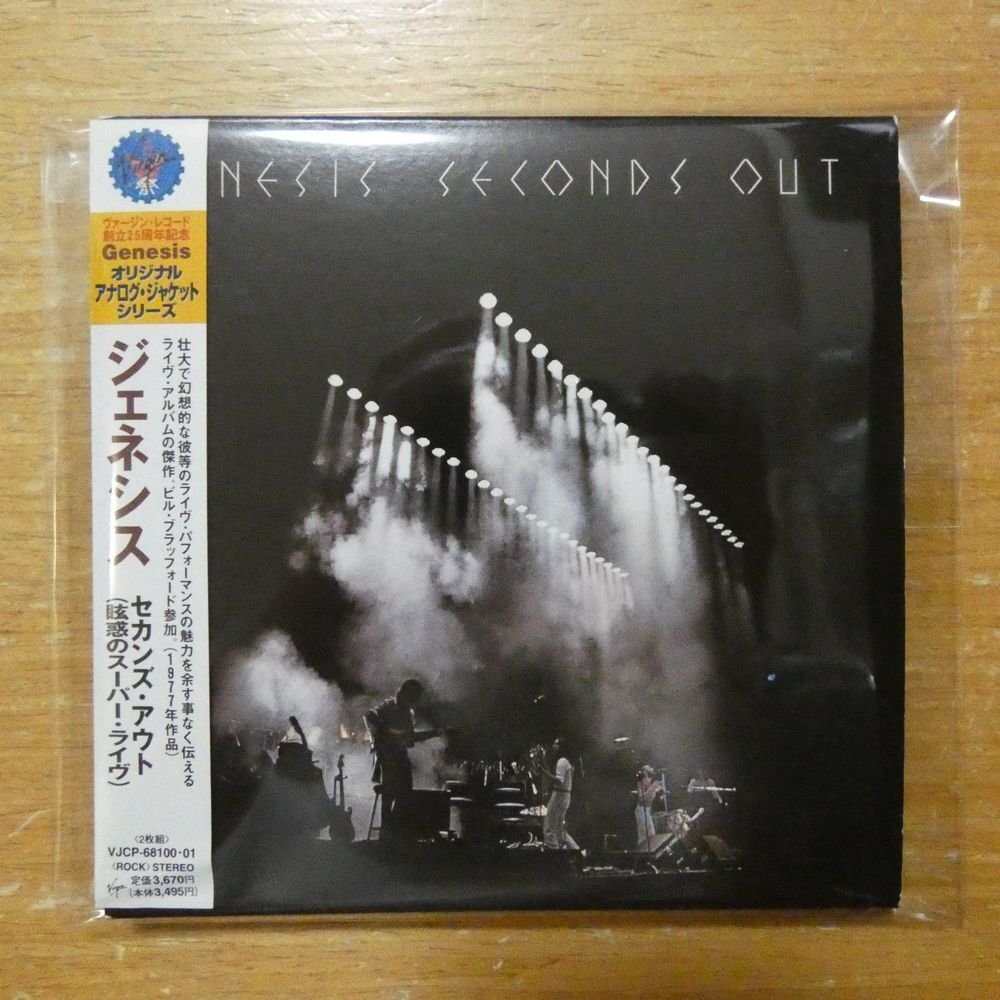 NESIS SECONDS OUT
祭
ヴァージン・レコード
創立25周年記念
Genesis
オリジナル
アナログ・ジャケット
シリーズ
壮大で幻想的な彼等のライヴ・パフォーマンスの魅力を余す事なく伝える
ライヴ・アルバムの傑作。ビル・ブラッフォード参加。(1977年作品)
ジェネシス
セカンズ・アウト
(眩惑のスーパー・ライヴ)
〈2枚組〉
VJCP-68100・01
〈ROCK〉STEREO
定価3,670円
(本体3,495円)
Virgin